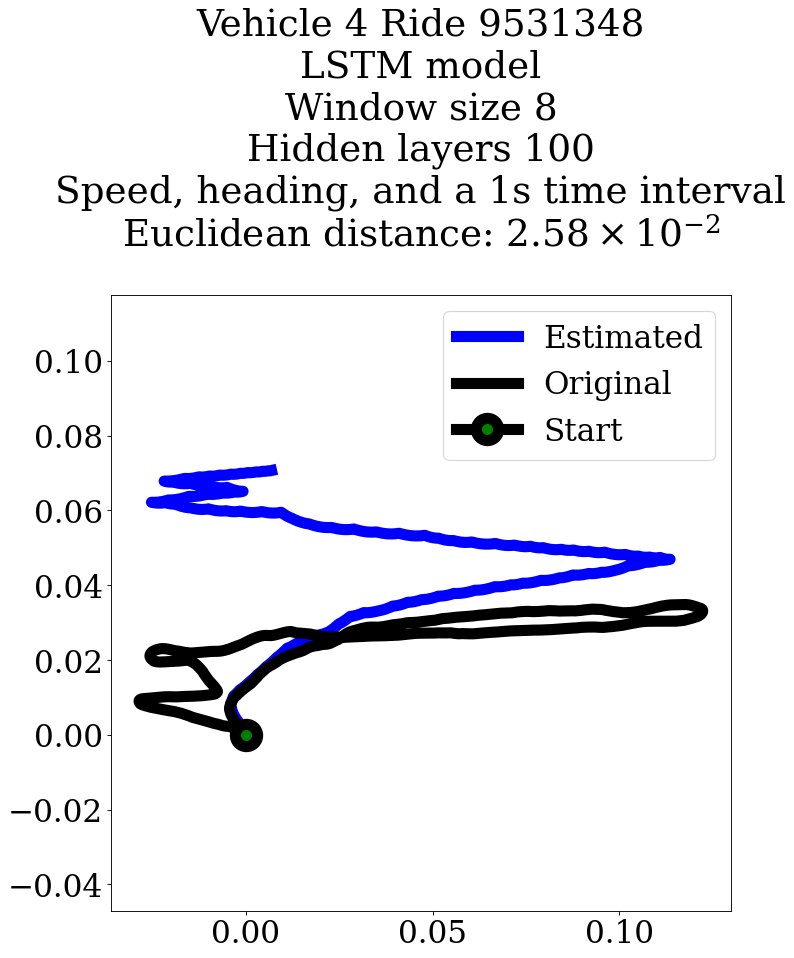 Vehicle 4 Ride 9531348
LSTM model
Window size 8
Hidden layers 100
Speed, heading, and a 1s time interval
Euclidean distance: 2.58 × 10⁻²
Estimated
Original
Start
0.10
0.08
0.06
0.04
0.02
0.00
−0.02
−0.04
0.00 0.05 0.10